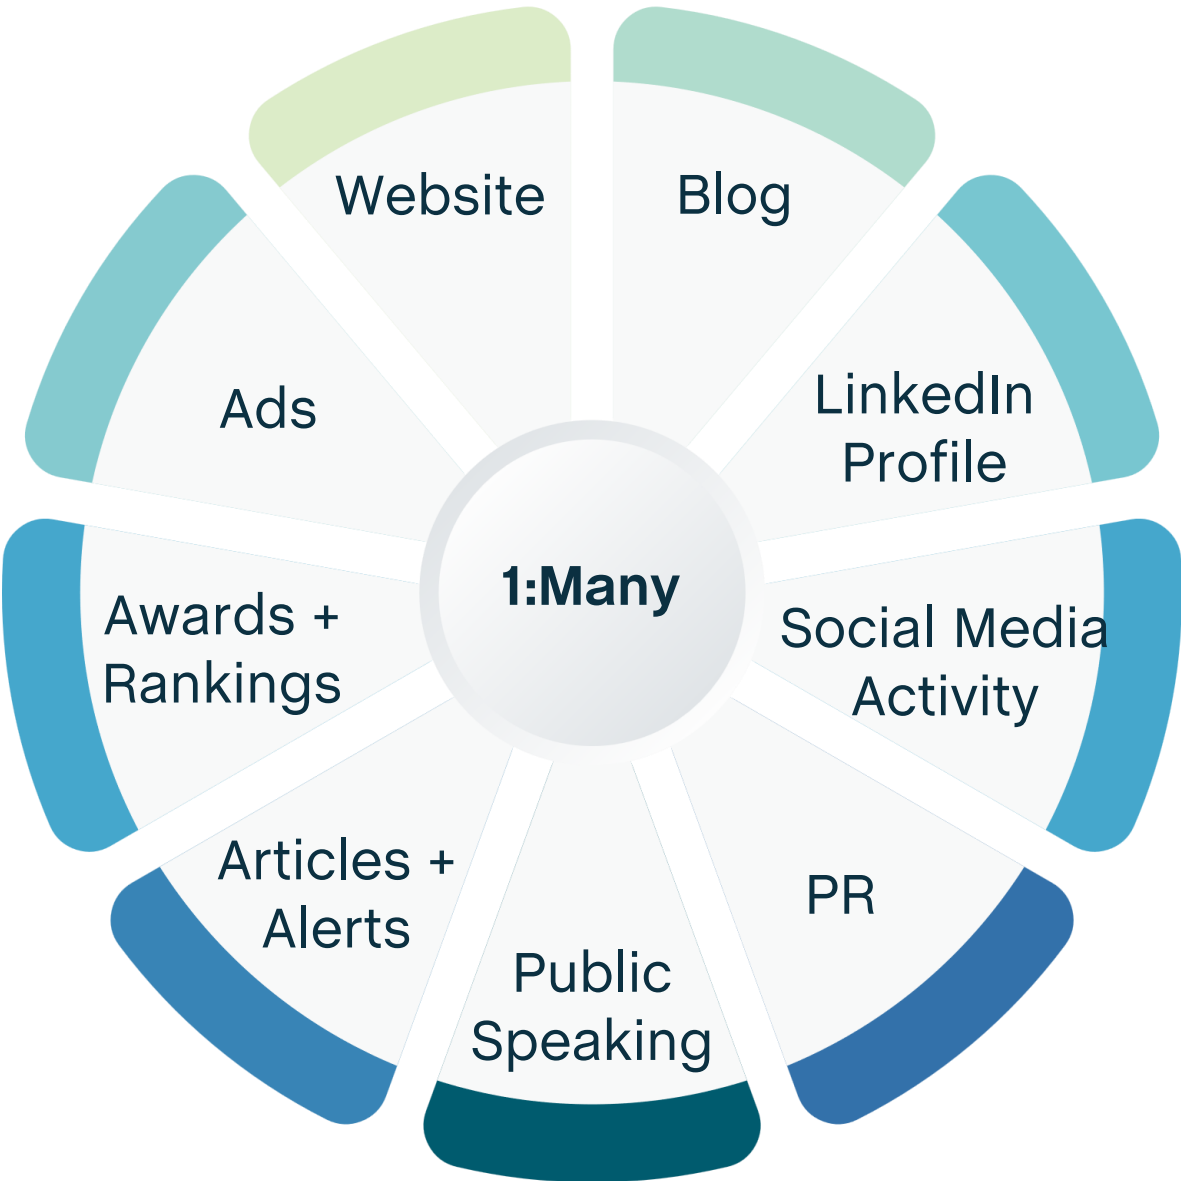 Website
Blog
Ads
LinkedIn
Profile
1:Many
Awards +
Rankings
Social Media
Activity
Articles +
Alerts
PR
Public
Speaking